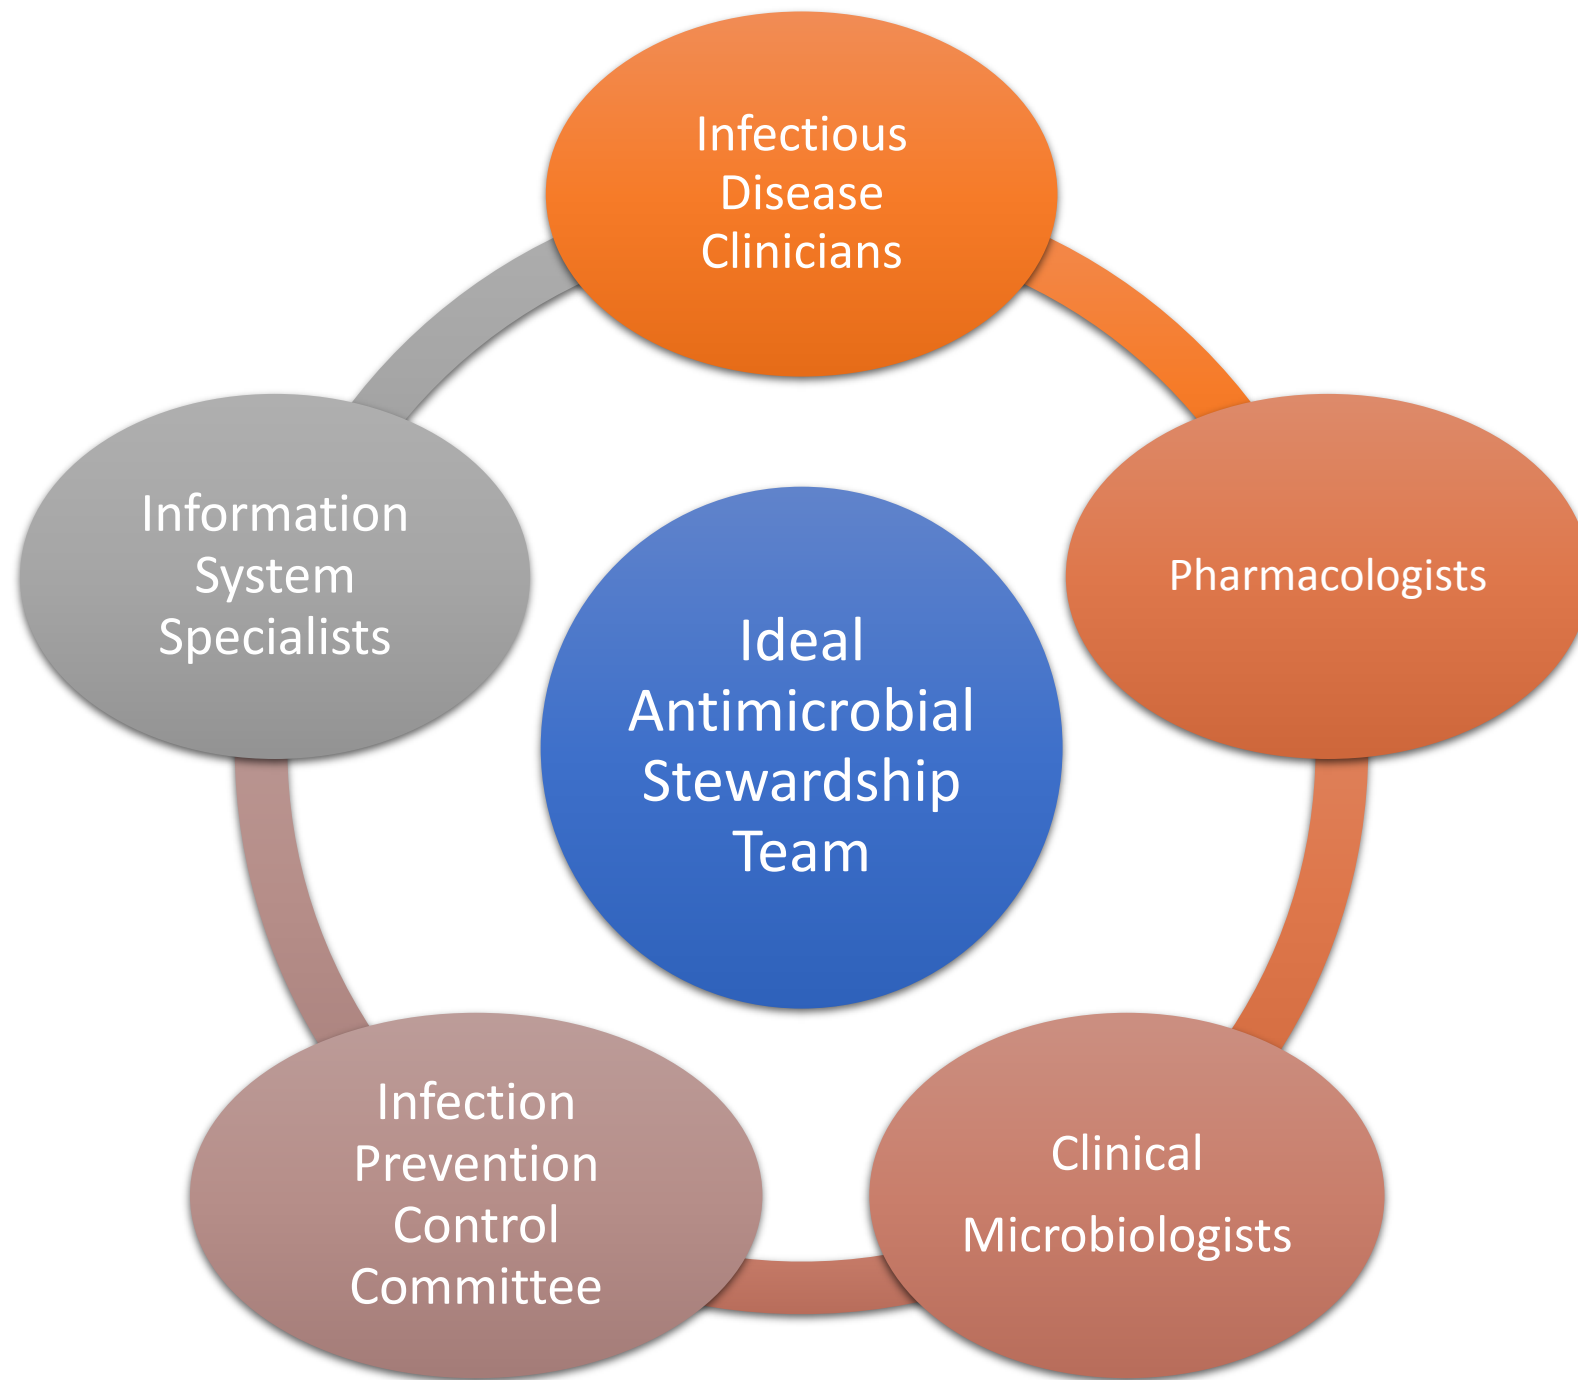 Infectious
Disease
Clinicians
Pharmacologists
Clinical
Microbiologists
Infection
Prevention
Control
Committee
Information
System
Specialists
Ideal
Antimicrobial
Stewardship
Team